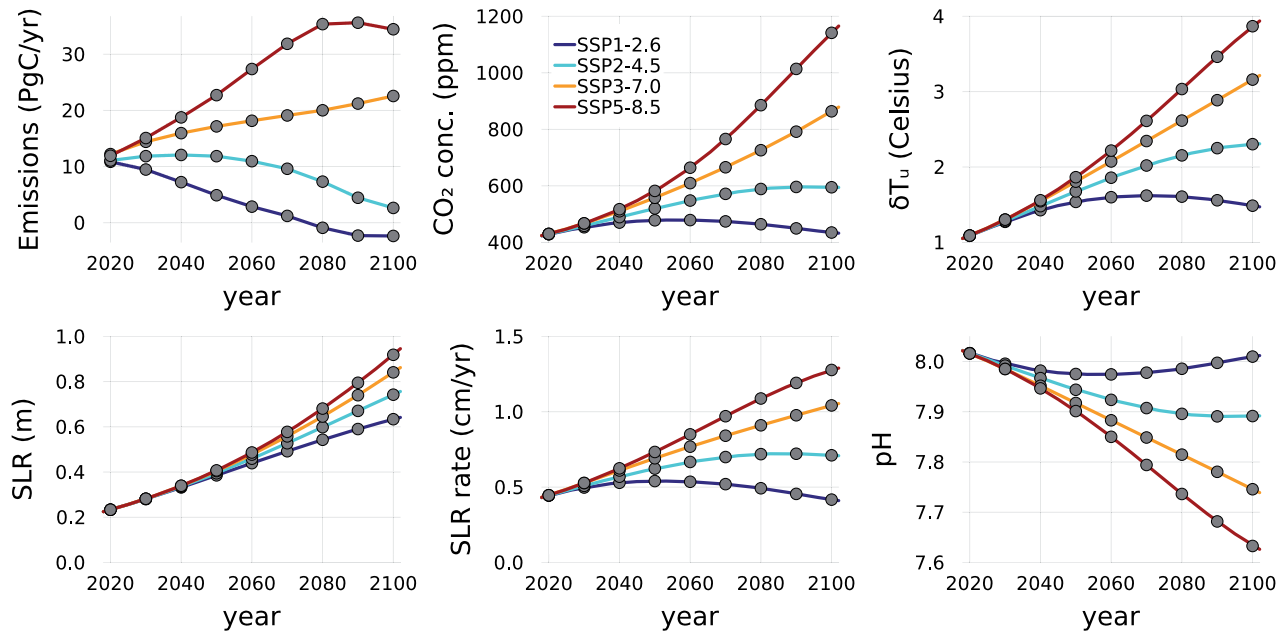 Emissions (PgC/yr)
30
20
10
0
2020 2040 2060 2080 2100
year
CO₂ conc. (ppm)
1200
1000
800
600
400
SSP1-2.6
SSP2-4.5
SSP3-7.0
SSP5-8.5
2020 2040 2060 2080 2100
year
δTᵤ (Celsius)
4
3
2
1
2020 2040 2060 2080 2100
year
SLR (m)
1.0
0.8
0.6
0.4
0.2
0.0
2020 2040 2060 2080 2100
year
SLR rate (cm/yr)
1.5
1.0
0.5
0.0
2020 2040 2060 2080 2100
year
pH
8.0
7.9
7.8
7.7
7.6
2020 2040 2060 2080 2100
year